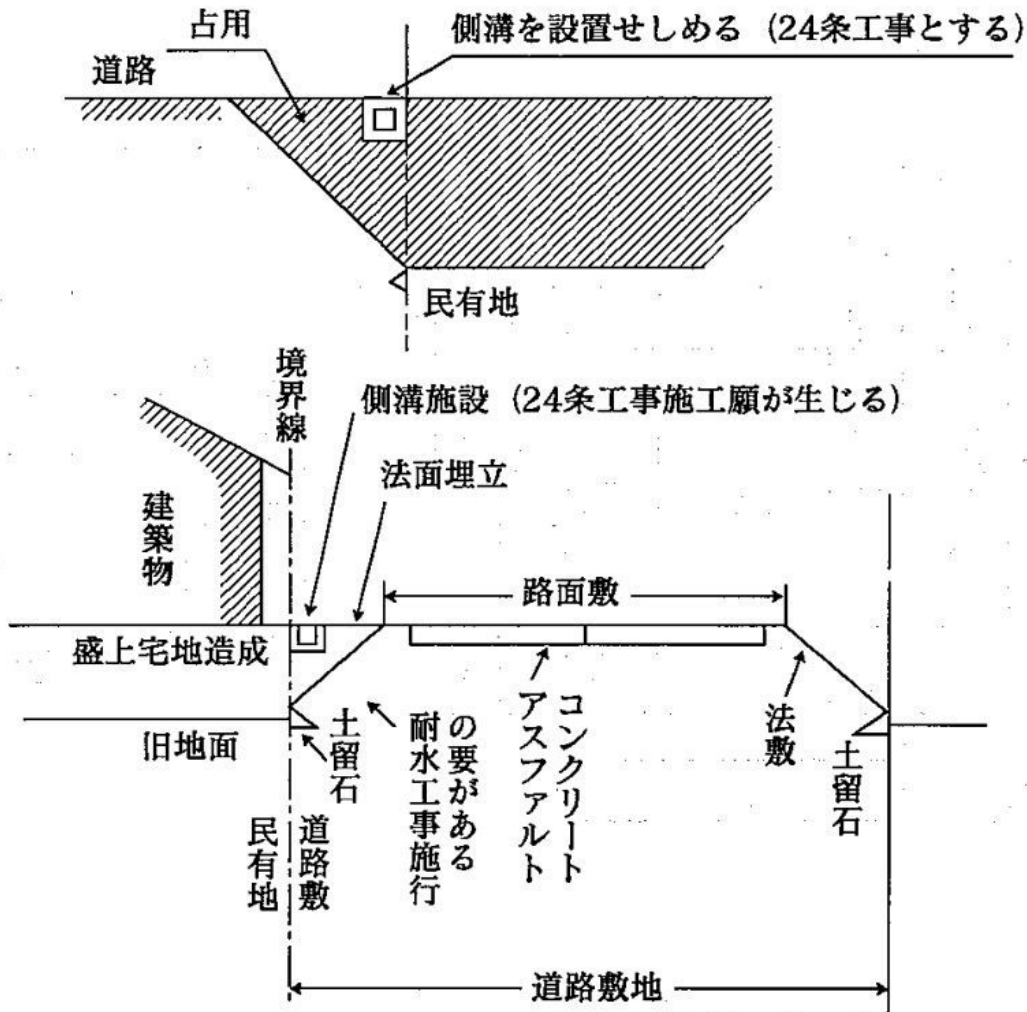 占用
側溝を設置せしめる（24条工事とする）
道路
民有地
境界線
側溝施設（24条工事施工願が生じる）
法面埋立
建築物
路面敷
盛上宅地造成
旧地面
土留石
耐水工事施行
の要がある
アスファルト
コンクリート
法敷
土留石
民有地
道路敷
道路敷地